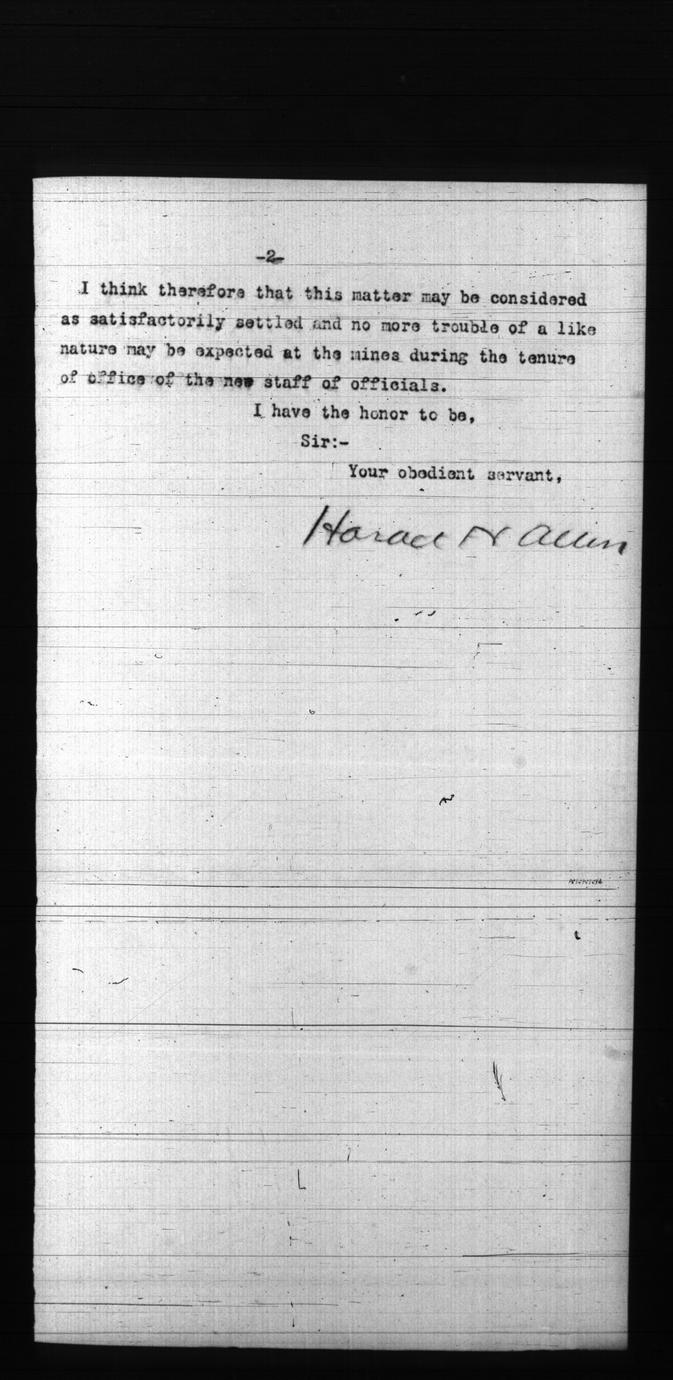 -2-
I think therefore that this matter may be considered
as satisfactorily settled and no more trouble of a like
nature may be expected at the mines during the tenure
of office of the new staff of officials.
I have the honor to be,
Sir:-
Your obedient servant,
Horace N Allen